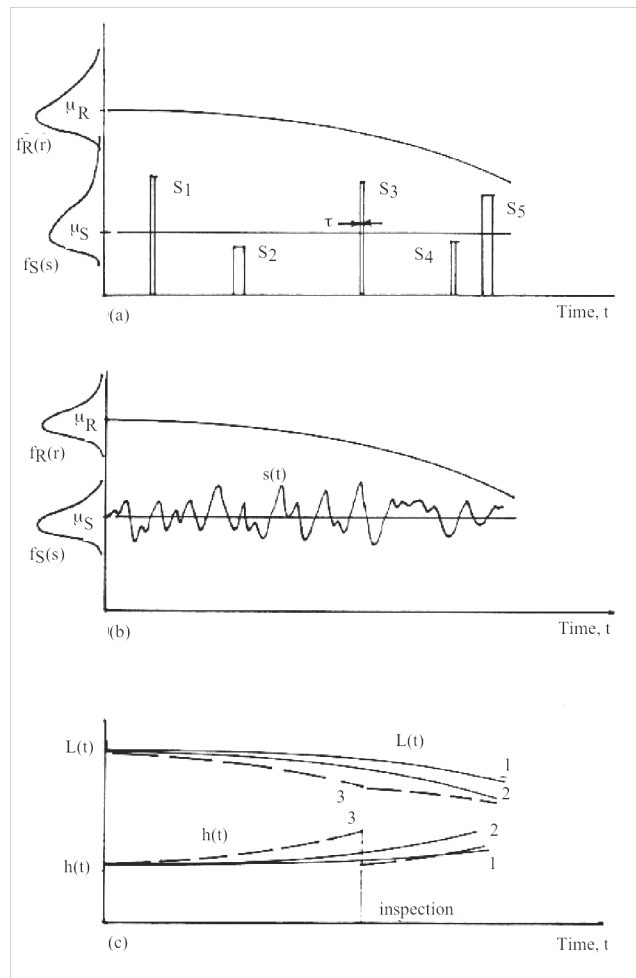 μR
fR(r)
S1
S3
S5
τ
μS
S2
S4
fS(s)
(a)
Time, t
μR
fR(r)
s(t)
μS
fS(s)
(b)
Time, t
L(t)
L(t)
1
2
3
3
2
h(t)
h(t)
1
inspection
(c)
Time, t